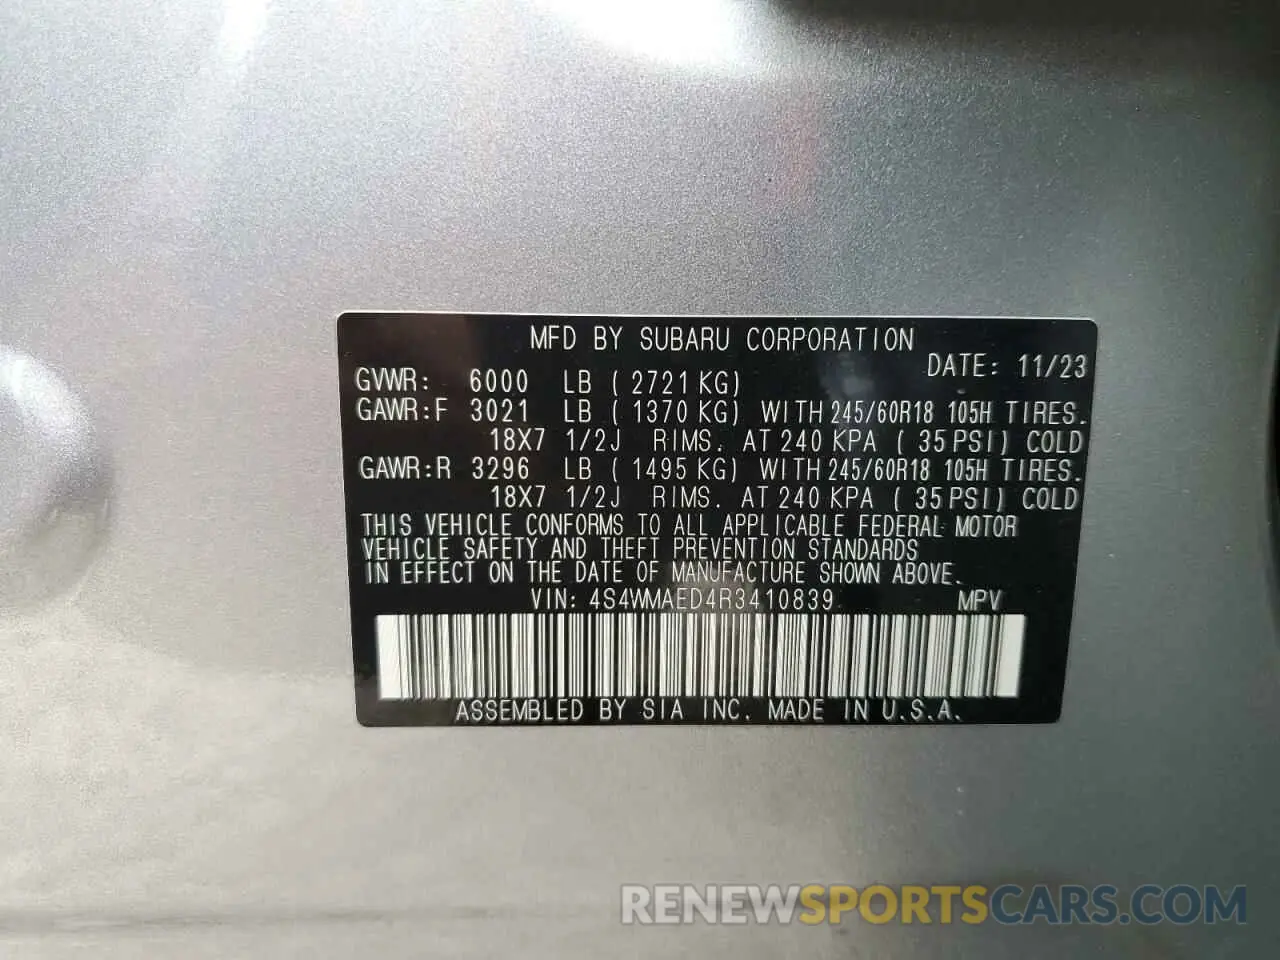 MFD BY SUBARU CORPORATION
DATE: 11/23
GVWR: 6000 LB ( 2721 KG)
GAWR:F 3021 LB ( 1370 KG) WITH 245/60R18 105H TIRES.
18X7 1/2J RIMS. AT 240 KPA ( 35 PSI) COLD
GAWR:R 3296 LB ( 1495 KG) WITH 245/60R18 105H TIRES.
18X7 1/2J RIMS. AT 240 KPA ( 35 PSI) COLD
THIS VEHICLE CONFORMS TO ALL APPLICABLE FEDERAL MOTOR
VEHICLE SAFETY AND THEFT PREVENTION STANDARDS
IN EFFECT ON THE DATE OF MANUFACTURE SHOWN ABOVE.
VIN: 4S4WMAED4R3410839 MPV
ASSEMBLED BY SIA INC. MADE IN U.S.A.
RENEWSPORTSCARS.COM